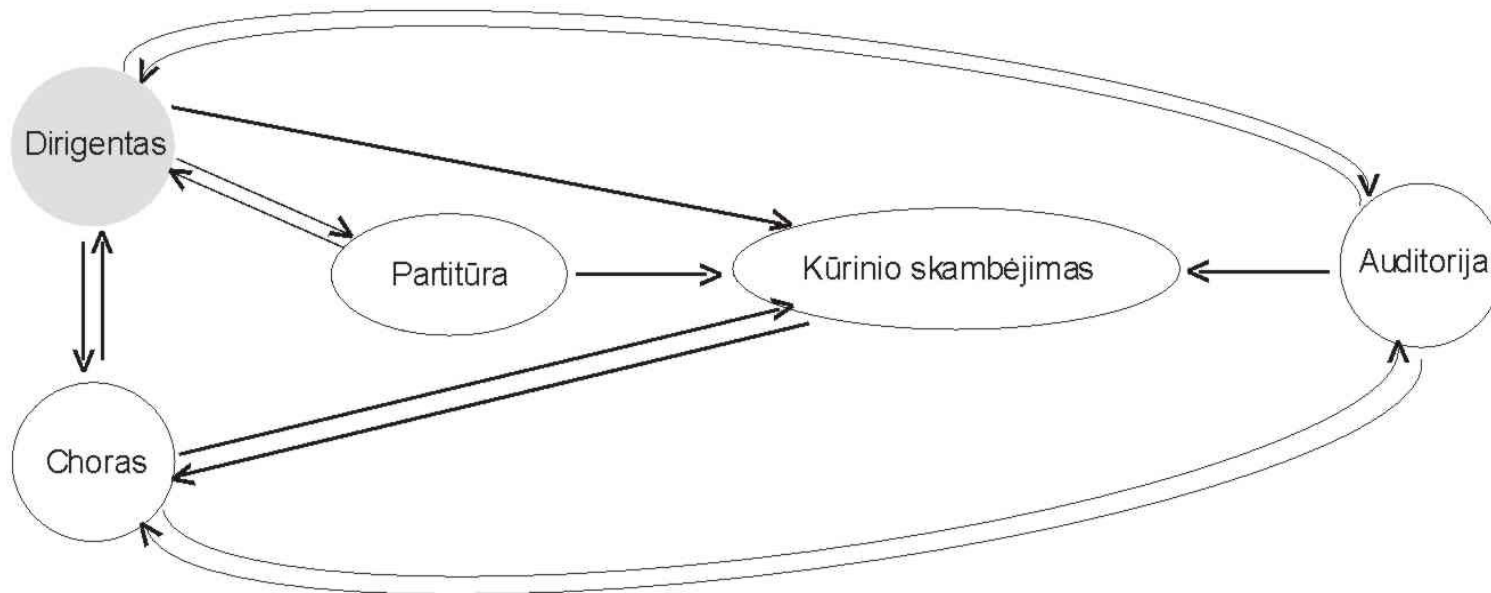 Dirigentas
Partitūra
Kūrinio skambėjimas
Auditorija
Choras